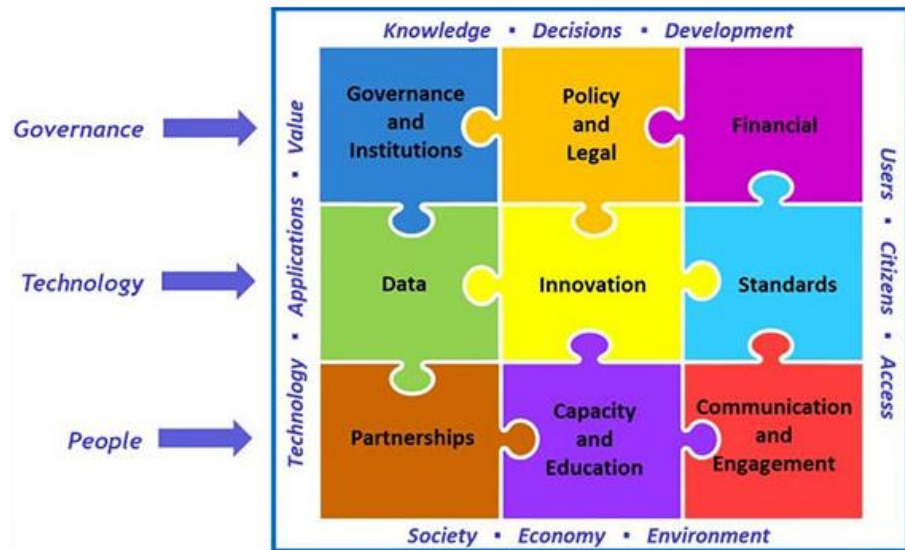 Knowledge ▪ Decisions ▪ Development
Governance
Technology
People
Technology ▪ Applications ▪ Value
Governance
and
Institutions
Policy
and
Legal
Financial
Data
Innovation
Standards
Partnerships
Capacity
and
Education
Communication
and
Engagement
Users ▪ Citizens ▪ Access
Society ▪ Economy ▪ Environment